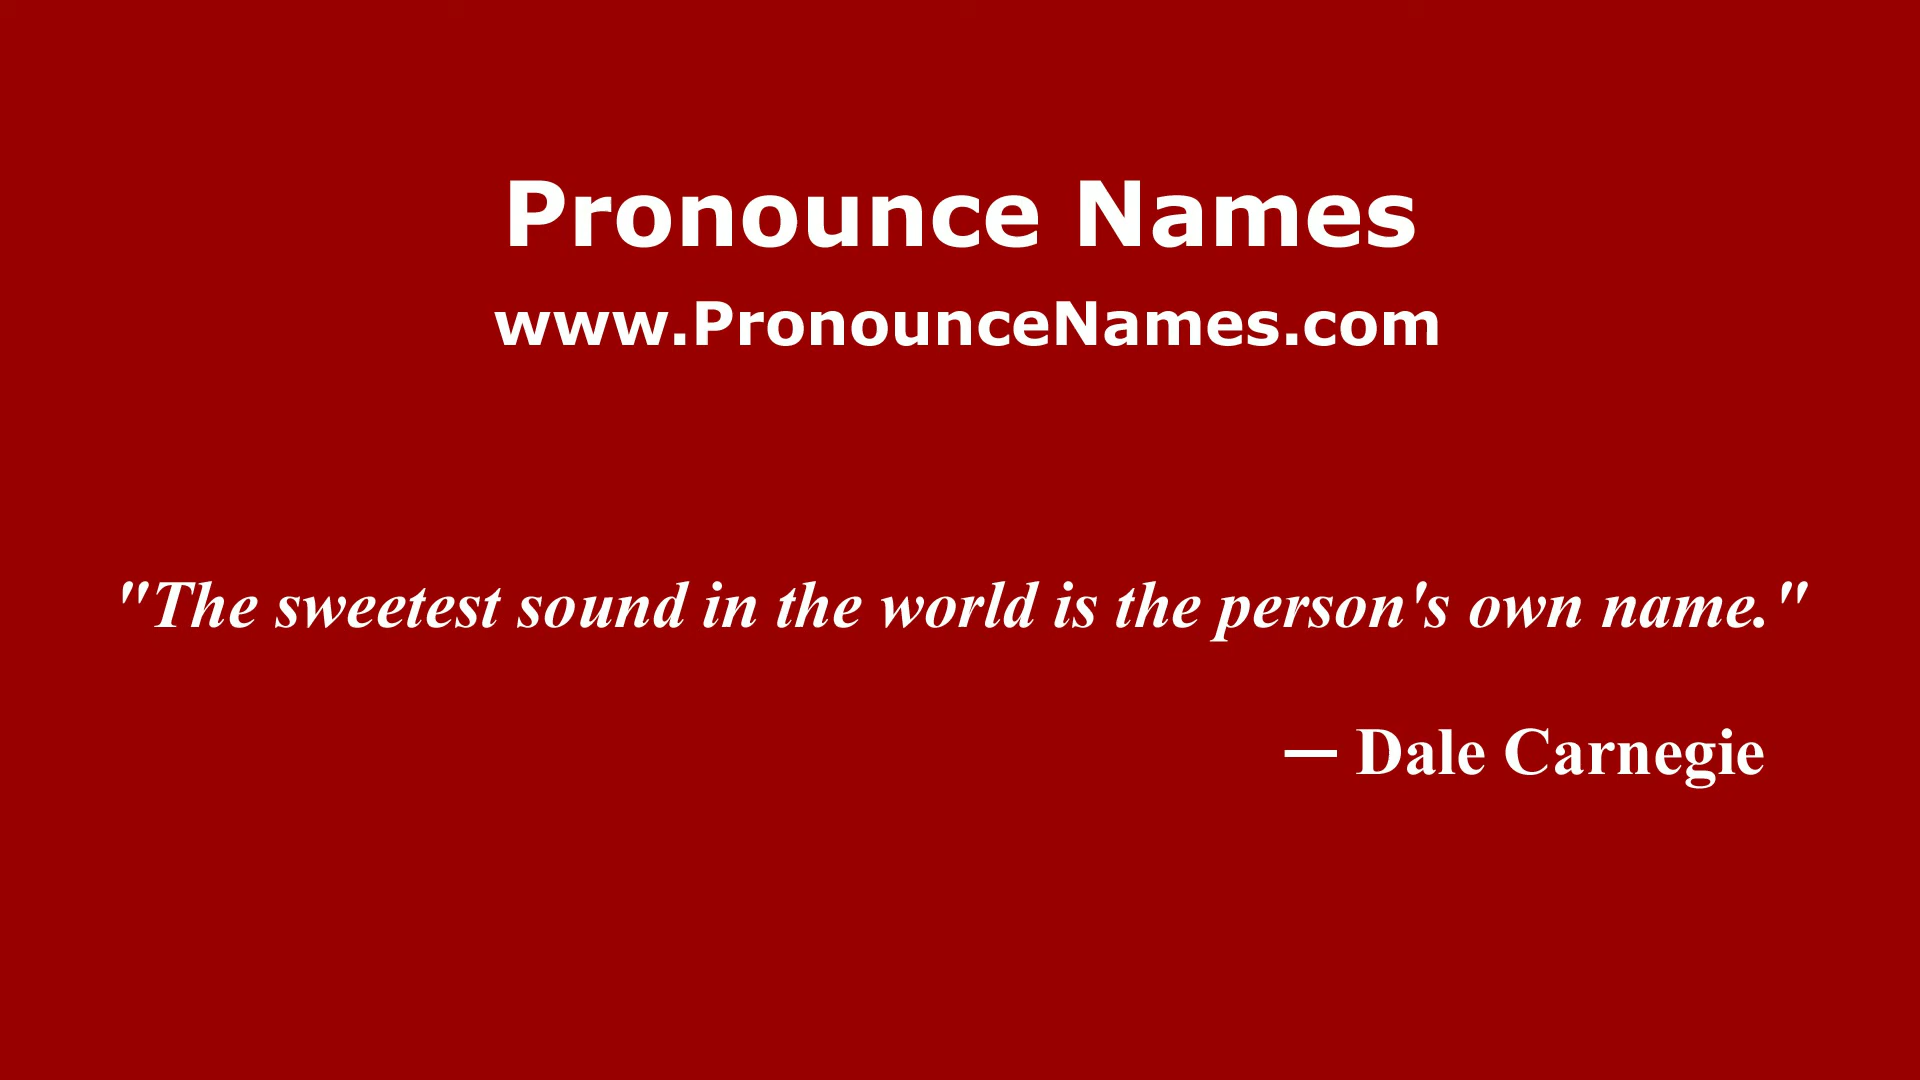 Pronounce Names
www.PronounceNames.com
"The sweetest sound in the world is the person's own name."
— Dale Carnegie